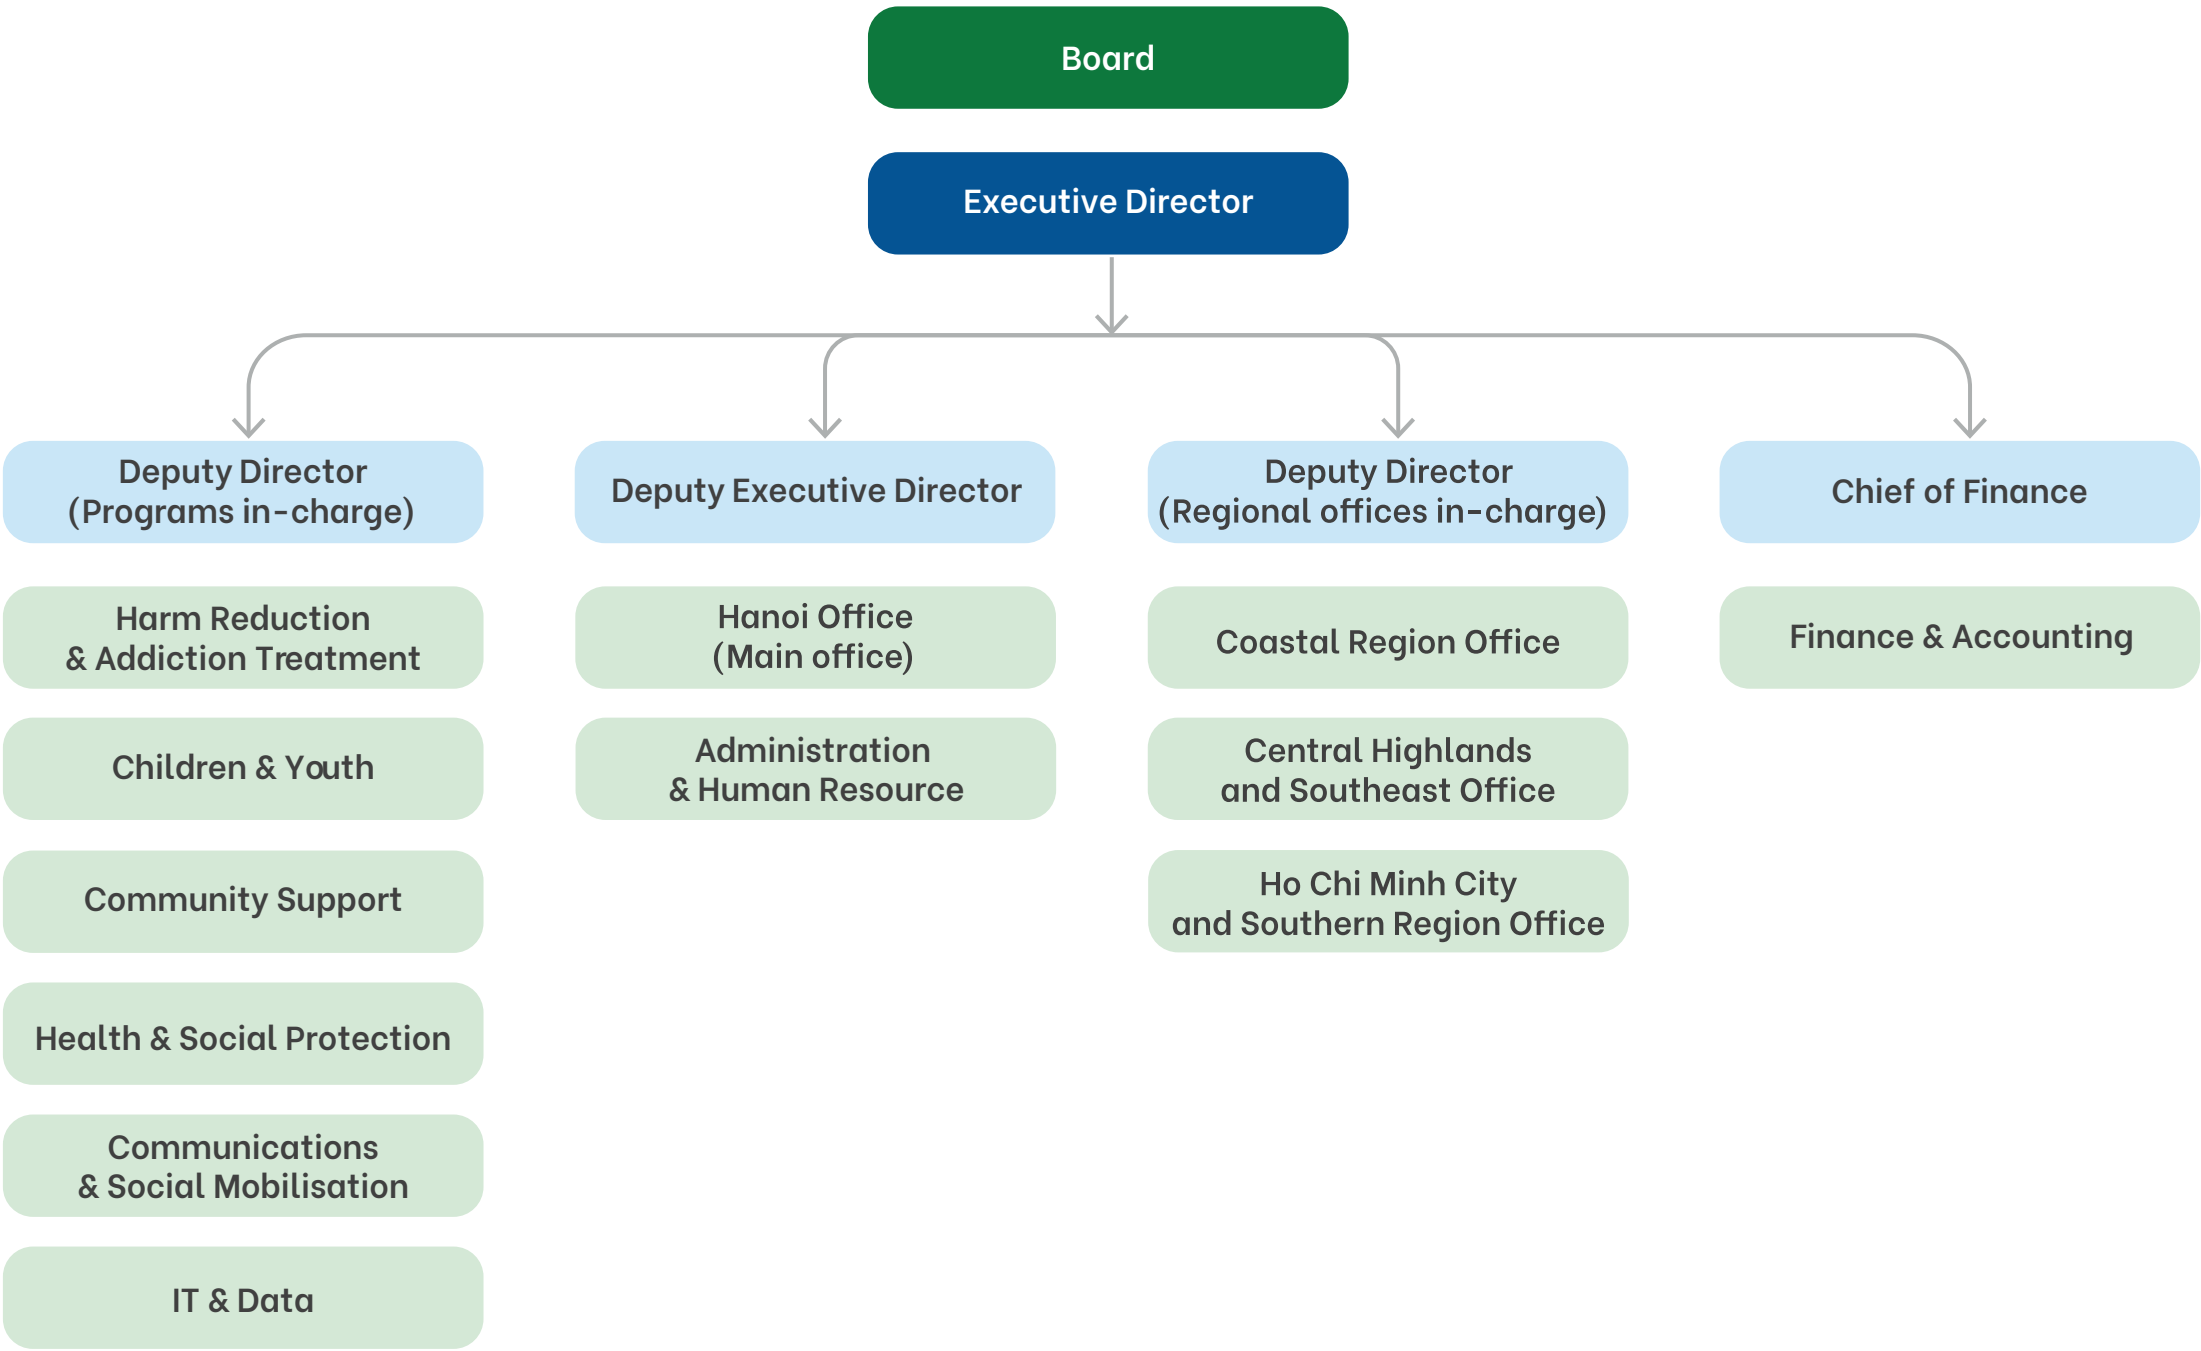 Board
Executive Director
Deputy Director
(Programs in-charge)
Deputy Executive Director
Deputy Director
(Regional offices in-charge)
Chief of Finance
Harm Reduction
& Addiction Treatment
Hanoi Office
(Main office)
Coastal Region Office
Finance & Accounting
Children & Youth
Administration
& Human Resource
Central Highlands
and Southeast Office
Community Support
Ho Chi Minh City
and Southern Region Office
Health & Social Protection
Communications
& Social Mobilisation
IT & Data